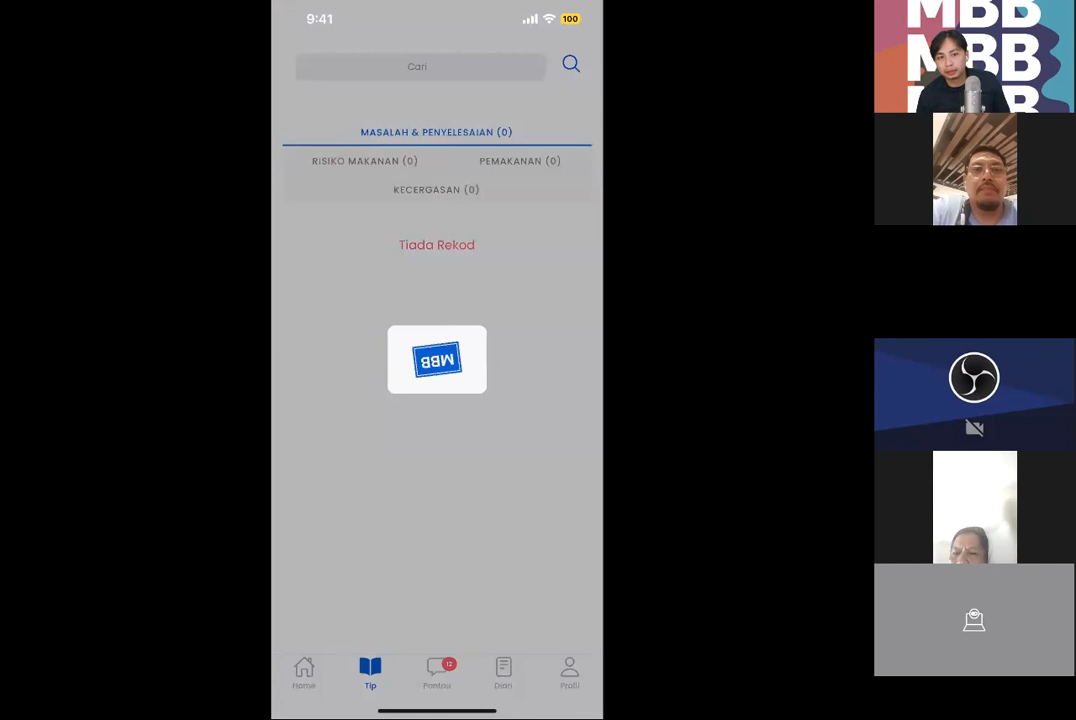 9:41
100
Cari
MASALAH & PENYELESAIAN (0)
RISIKO MAKANAN (0)
PEMAKANAN (0)
KECERGASAN (0)
Tiada Rekod
MBB
Home
Tip
12
Diari
Profil
MBB
MBB